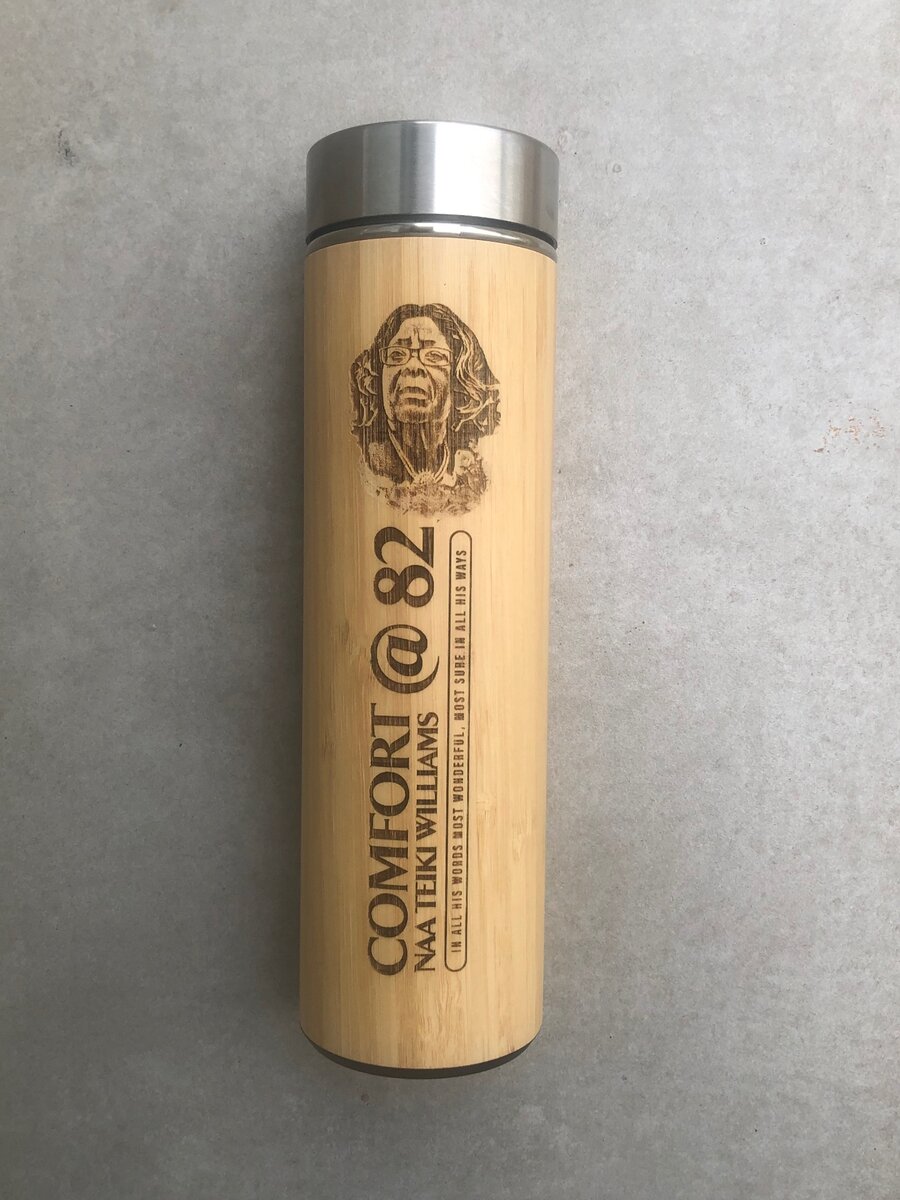 COMFORT @ 82
NAA TEIKI WILLIAMS
IN ALL HIS WORDS MOST WONDERFUL, MOST SURE IN ALL HIS WAYS